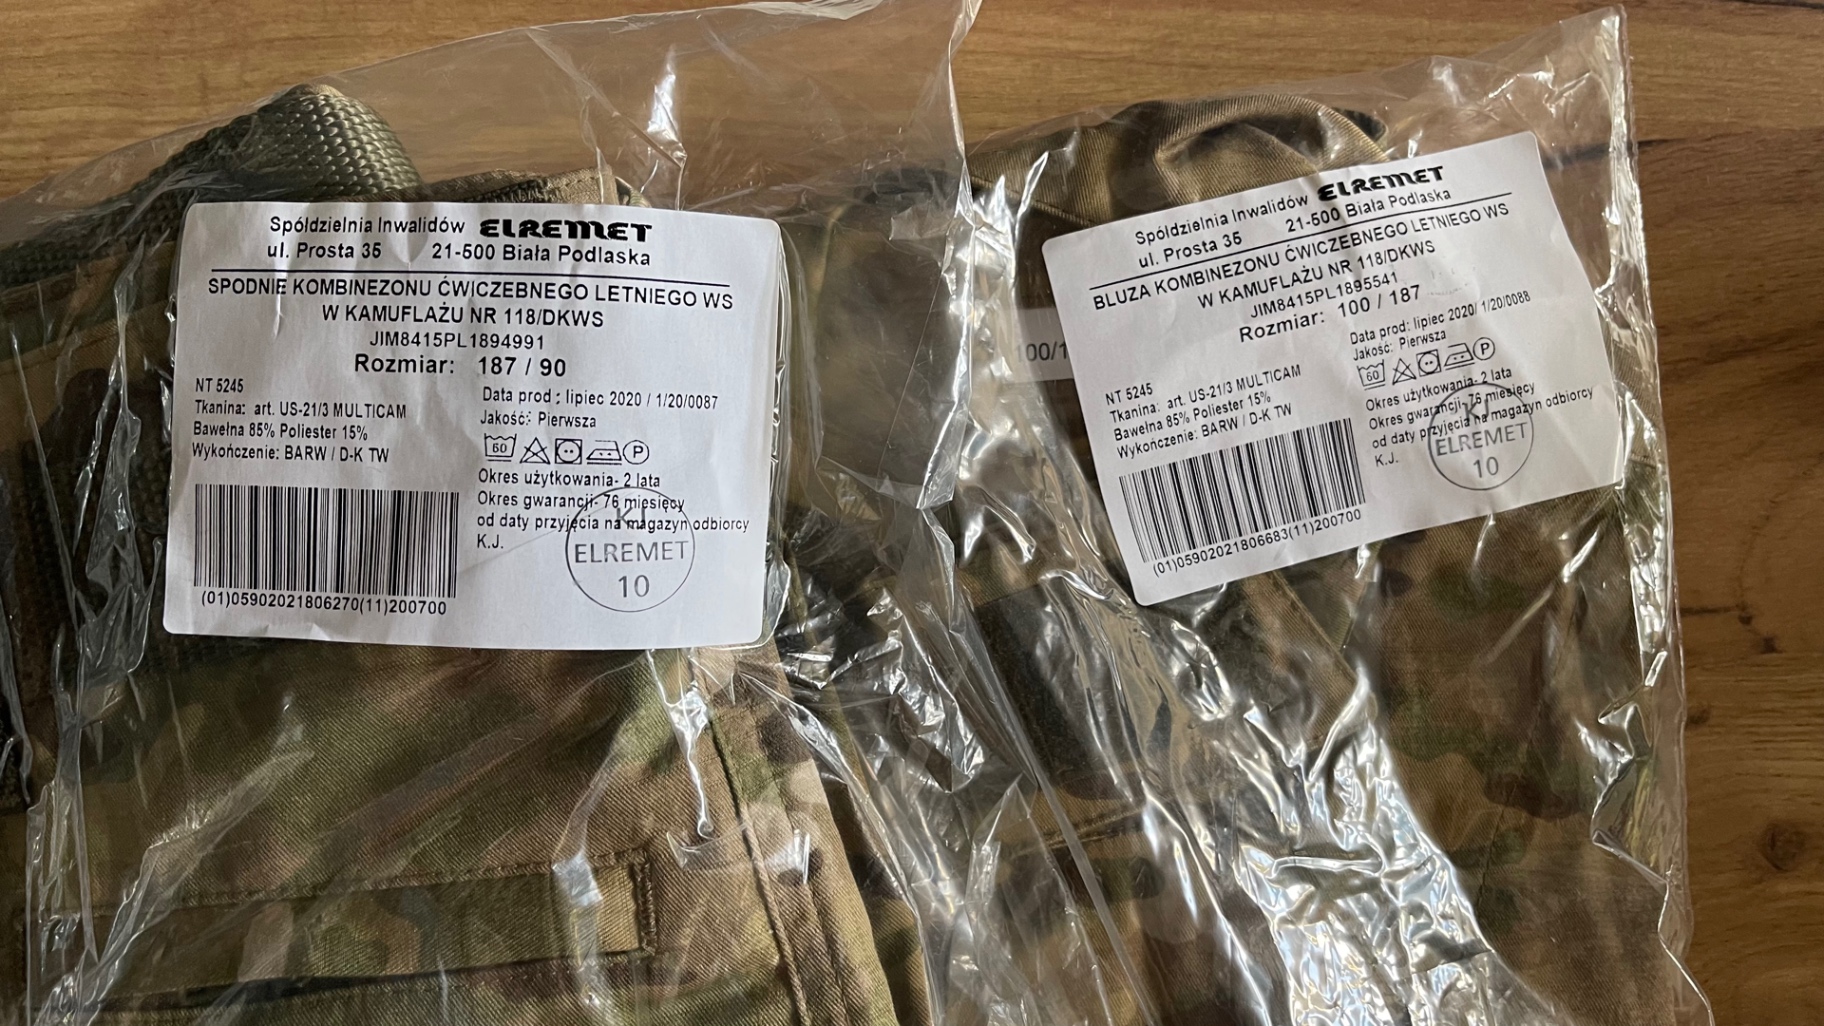 Spółdzielnia Inwalidów ELREMET
ul. Prosta 35 21-500 Biała Podlaska
SPODNIE KOMBINEZONU ĆWICZEBNEGO LETNIEGO WS
W KAMUFLAŻU NR 118/DKWS
JIM8415PL1894991
Rozmiar: 187 / 90
NT 5245
Tkanina: art. US-21/3 MULTICAM
Bawełna 85% Poliester 15%
Wykończenie: BARW / D-K TW
Data prod : lipiec 2020 / 1/20/0087
Jakość: Pierwsza
60 P
Okres użytkowania- 2 lata
Okres gwarancji- 76 miesięcy
od daty przyjęcia na magazyn odbiorcy
K.J.
KJ
ELREMET
10
(01)05902021806270(11)200700
Spółdzielnia Inwalidów ELREMET
ul. Prosta 35 21-500 Biała Podlaska
BLUZA KOMBINEZONU ĆWICZEBNEGO LETNIEGO WS
W KAMUFLAŻU NR 118/DKWS
JIM8415PL1895541
Rozmiar: 100 / 187
NT 5245
Tkanina: art. US-21/3 MULTICAM
Bawełna 85% Poliester 15%
Wykończenie: BARW / D-K TW
Data prod: lipiec 2020/ 1/20/0088
Jakość: Pierwsza
60 P
Okres użytkowania- 2 lata
Okres gwarancji- 76 miesięcy
od daty przyjęcia na magazyn odbiorcy
K.J.
KJ
ELREMET
10
(01)05902021806683(11)200700
100/1